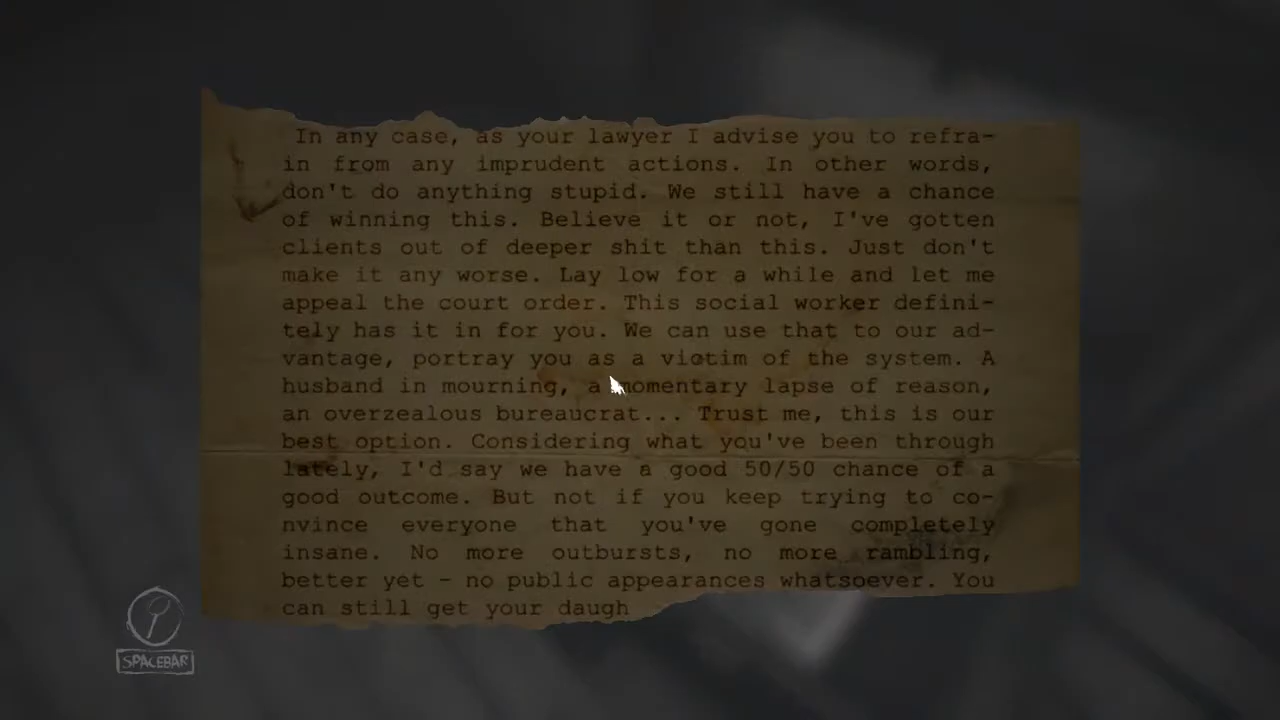 In any case, as your lawyer I advise you to refra-
in from any imprudent actions. In other words,
don't do anything stupid. We still have a chance
of winning this. Believe it or not, I've gotten
clients out of deeper shit than this. Just don't
make it any worse. Lay low for a while and let me
appeal the court order. This social worker defini-
tely has it in for you. We can use that to our ad-
vantage, portray you as a victim of the system. A
husband in mourning, a momentary lapse of reason,
an overzealous bureaucrat... Trust me, this is our
best option. Considering what you've been through
lately, I'd say we have a good 50/50 chance of a
good outcome. But not if you keep trying to co-
nvince everyone that you've gone completely
insane. No more outbursts, no more rambling,
better yet - no public appearances whatsoever. You
can still get your daugh
SPACEBAR